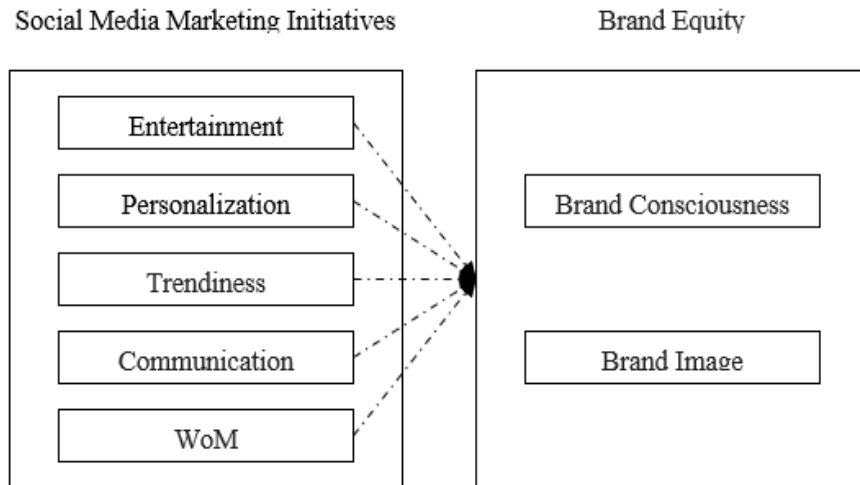 Social Media Marketing Initiatives
Brand Equity
Entertainment
Personalization
Trendiness
Communication
WoM
Brand Consciousness
Brand Image